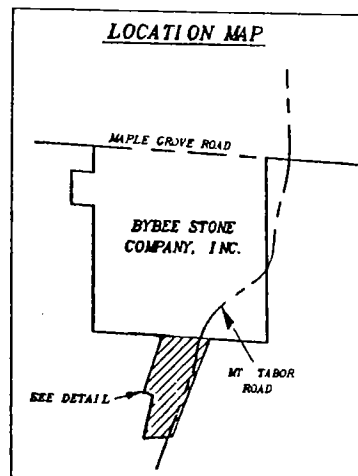 LOCATION MAP
MAPLE GROVE ROAD
BYBEE STONE
COMPANY, INC.
MT TABOR
ROAD
SEE DETAIL